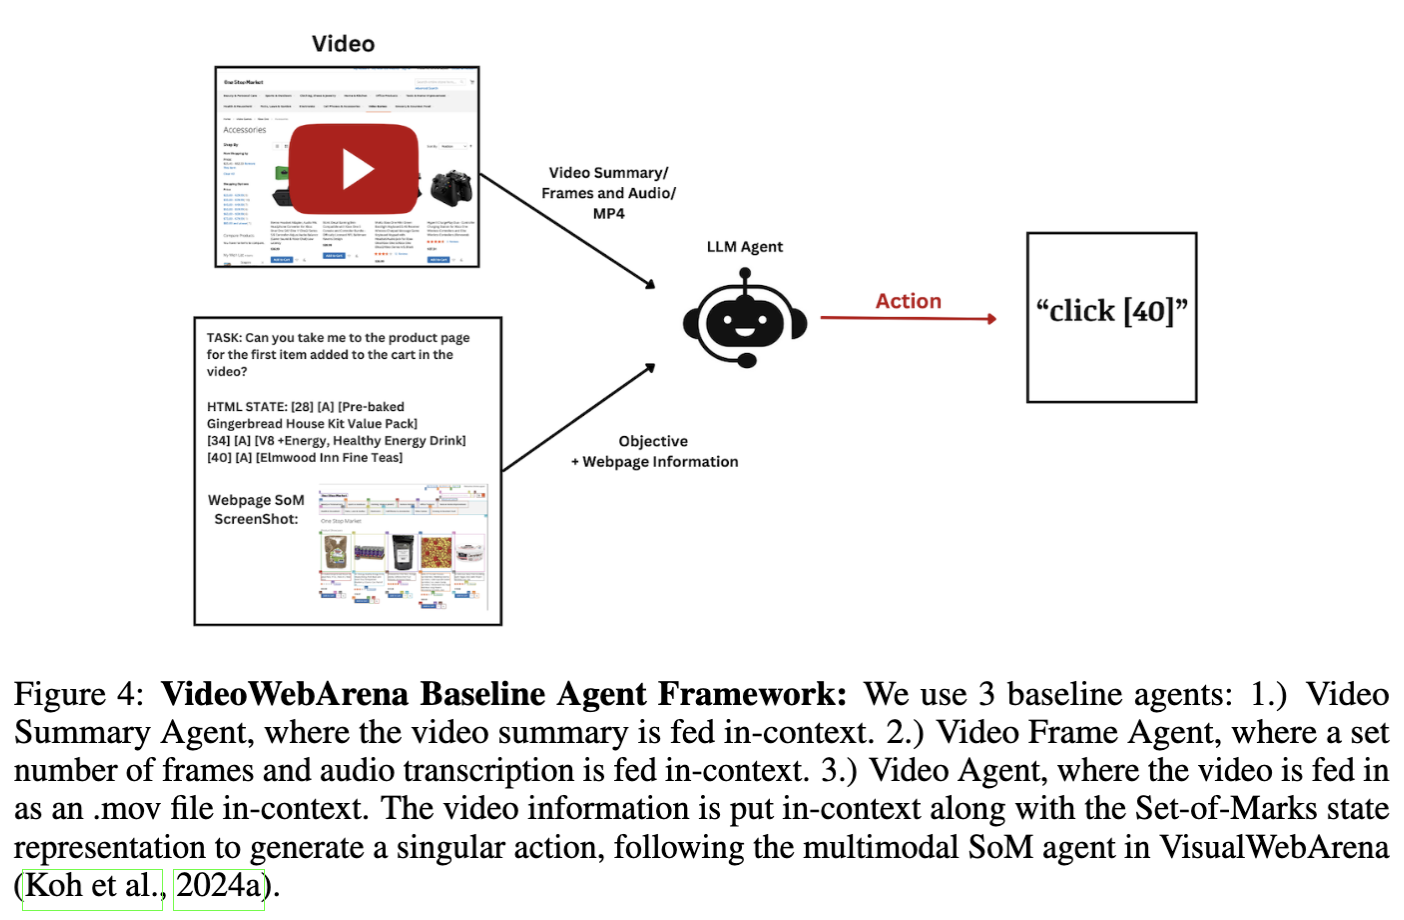 Video
One Stop Market
Accessories
Video Summary/
Frames and Audio/
MP4
LLM Agent
Action
“click [40]”
TASK: Can you take me to the product page
for the first item added to the cart in the
video?
HTML STATE: [28] [A] [Pre-baked
Gingerbread House Kit Value Pack]
[34] [A] [V8 +Energy, Healthy Energy Drink]
[40] [A] [Elmwood Inn Fine Teas]
Webpage SoM
ScreenShot:
One Stop Market
Objective
+ Webpage Information
Figure 4: VideoWebArena Baseline Agent Framework: We use 3 baseline agents: 1.) Video
Summary Agent, where the video summary is fed in-context. 2.) Video Frame Agent, where a set
number of frames and audio transcription is fed in-context. 3.) Video Agent, where the video is fed in
as an .mov file in-context. The video information is put in-context along with the Set-of-Marks state
representation to generate a singular action, following the multimodal SoM agent in VisualWebArena
(Koh et al., 2024a).